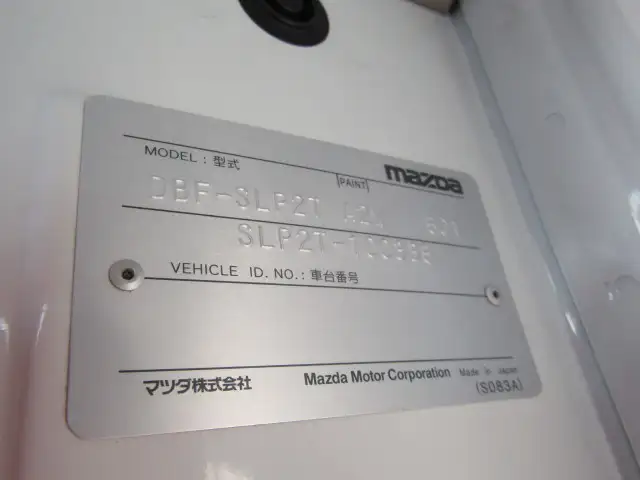 MODEL : 型式
PAINT mazda
DBF-SLP2T
SLP2T-
VEHICLE ID. NO. : 車台番号
マツダ株式会社 Mazda Motor Corporation Made in Japan
(S083A)